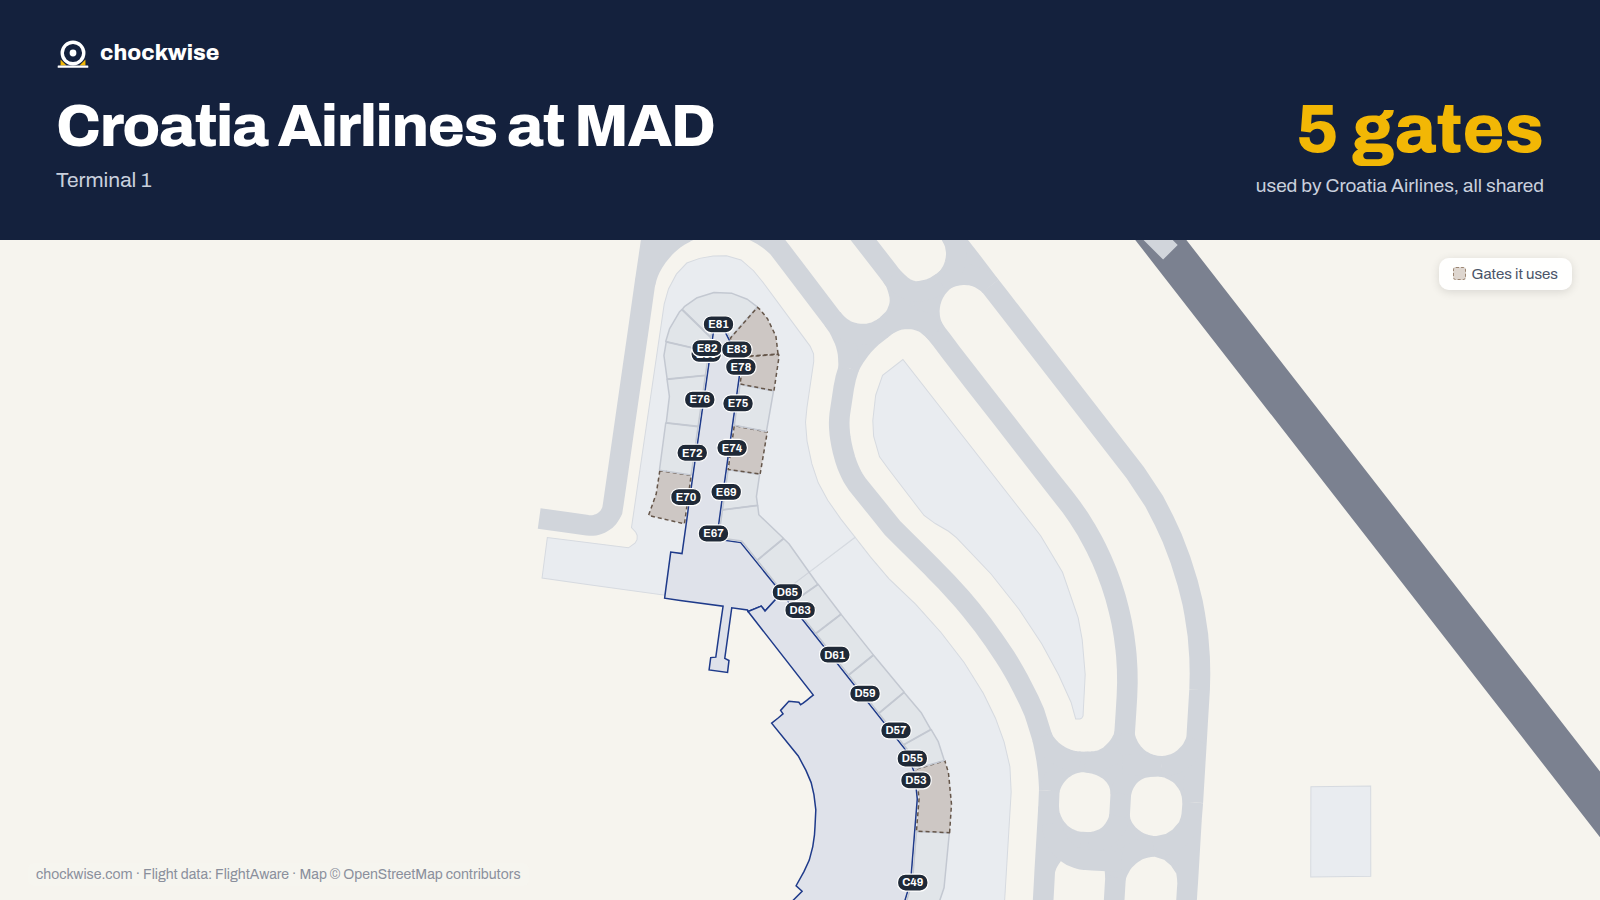 chockwise
Croatia Airlines at MAD
Terminal 1
5 gates
used by Croatia Airlines, all shared
Gates it uses
E81
E82
E83
E78
E76
E75
E74
E72
E70
E69
E67
D65
D63
D61
D59
D57
D55
D53
C49
chockwise.com · Flight data: FlightAware · Map © OpenStreetMap contributors